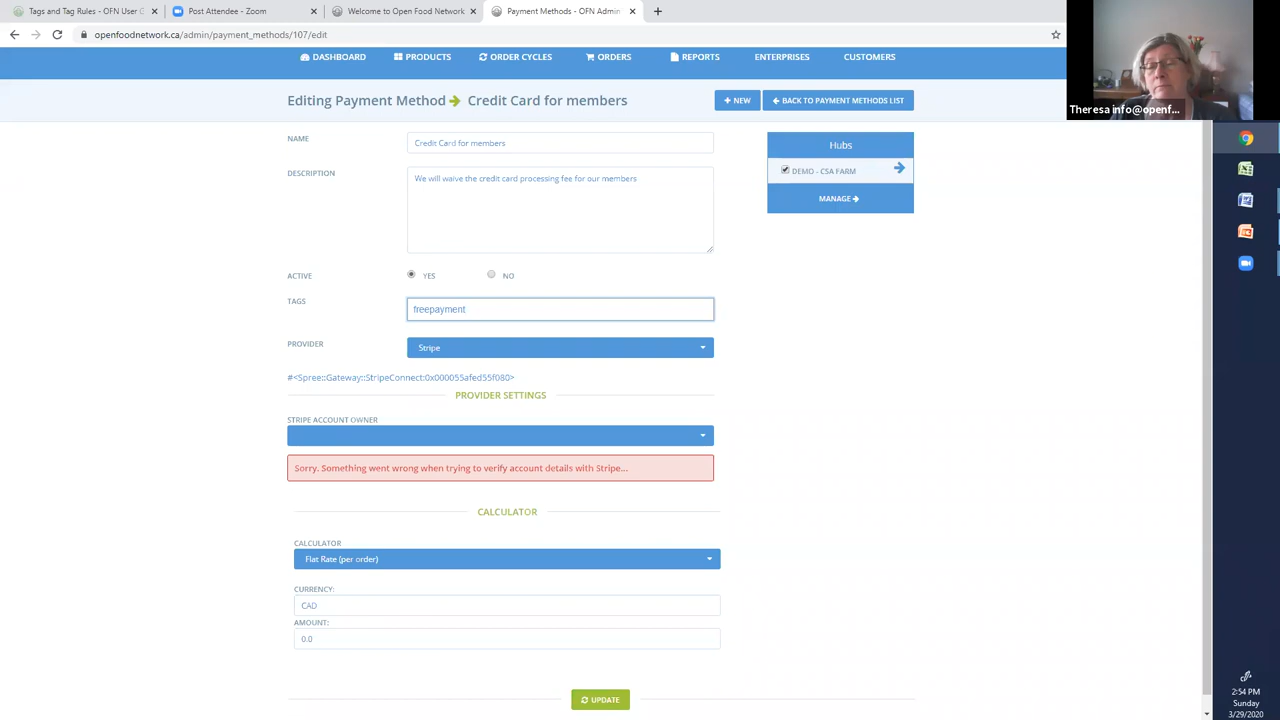 Tags and Tag Rules - OFN User G
Post Attendee - Zoom
Welcome to Open Food Network
Payment Methods - OFN Admin
openfoodnetwork.ca/admin/payment_methods/107/edit
DASHBOARD
PRODUCTS
ORDER CYCLES
ORDERS
REPORTS
ENTERPRISES
CUSTOMERS
Theresa info@openf...
Editing Payment Method
Credit Card for members
NEW
BACK TO PAYMENT METHODS LIST
NAME
Credit Card for members
DESCRIPTION
We will waive the credit card processing fee for our members
Hubs
DEMO - CSA FARM
MANAGE
ACTIVE
YES
NO
TAGS
freepayment
PROVIDER
Stripe
#<Spree::Gateway::StripeConnect:0x000055afed55f080>
PROVIDER SETTINGS
STRIPE ACCOUNT OWNER
Sorry. Something went wrong when trying to verify account details with Stripe...
CALCULATOR
CALCULATOR
Flat Rate (per order)
CURRENCY:
CAD
AMOUNT:
0.0
UPDATE
2:54 PM
Sunday
3/29/2020